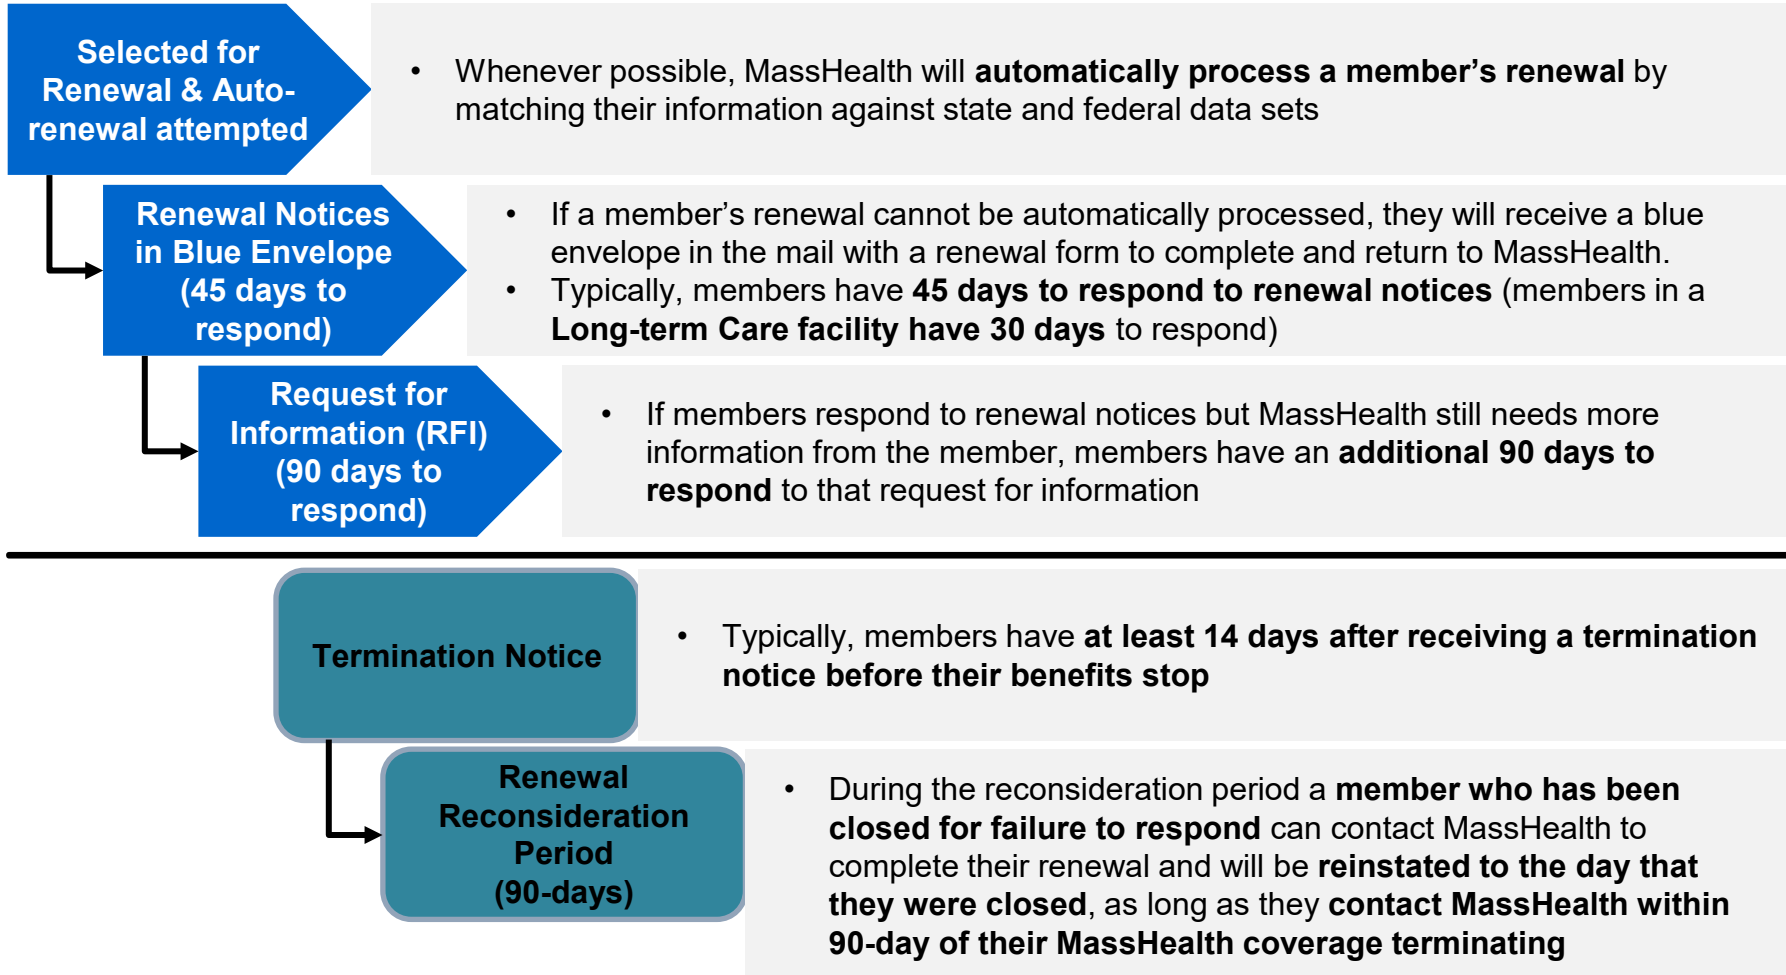 Selected for
Renewal & Auto-
renewal attempted
• Whenever possible, MassHealth will automatically process a member’s renewal by
matching their information against state and federal data sets
Renewal Notices
in Blue Envelope
(45 days to
respond)
• If a member’s renewal cannot be automatically processed, they will receive a blue
envelope in the mail with a renewal form to complete and return to MassHealth.
• Typically, members have 45 days to respond to renewal notices (members in a
Long-term Care facility have 30 days to respond)
Request for
Information (RFI)
(90 days to
respond)
• If members respond to renewal notices but MassHealth still needs more
information from the member, members have an additional 90 days to
respond to that request for information
Termination Notice
• Typically, members have at least 14 days after receiving a termination
notice before their benefits stop
Renewal
Reconsideration
Period
(90-days)
• During the reconsideration period a member who has been
closed for failure to respond can contact MassHealth to
complete their renewal and will be reinstated to the day that
they were closed, as long as they contact MassHealth within
90-day of their MassHealth coverage terminating